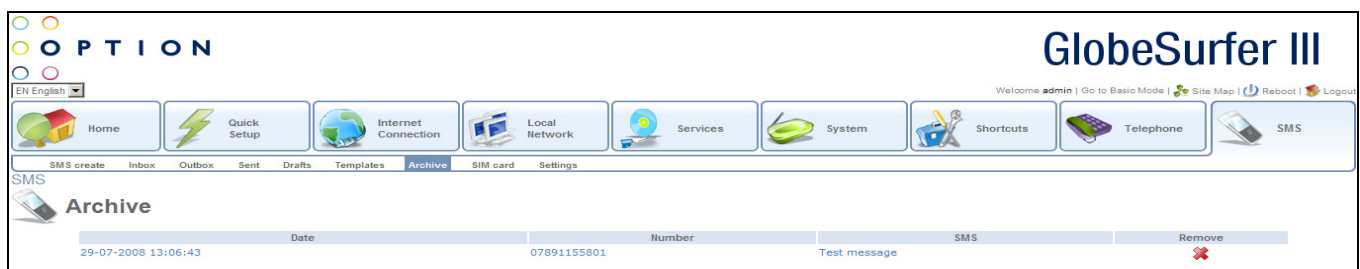 OPTION
GlobeSurfer III
EN English
Welcome admin | Go to Basic Mode | Site Map | Reboot | Logout
Home
Quick Setup
Internet Connection
Local Network
Services
System
Shortcuts
Telephone
SMS
SMS create Inbox Outbox Sent Drafts Templates Archive SIM card Settings
SMS
Archive
Date Number SMS Remove
29-07-2008 13:06:43 07891155801 Test message